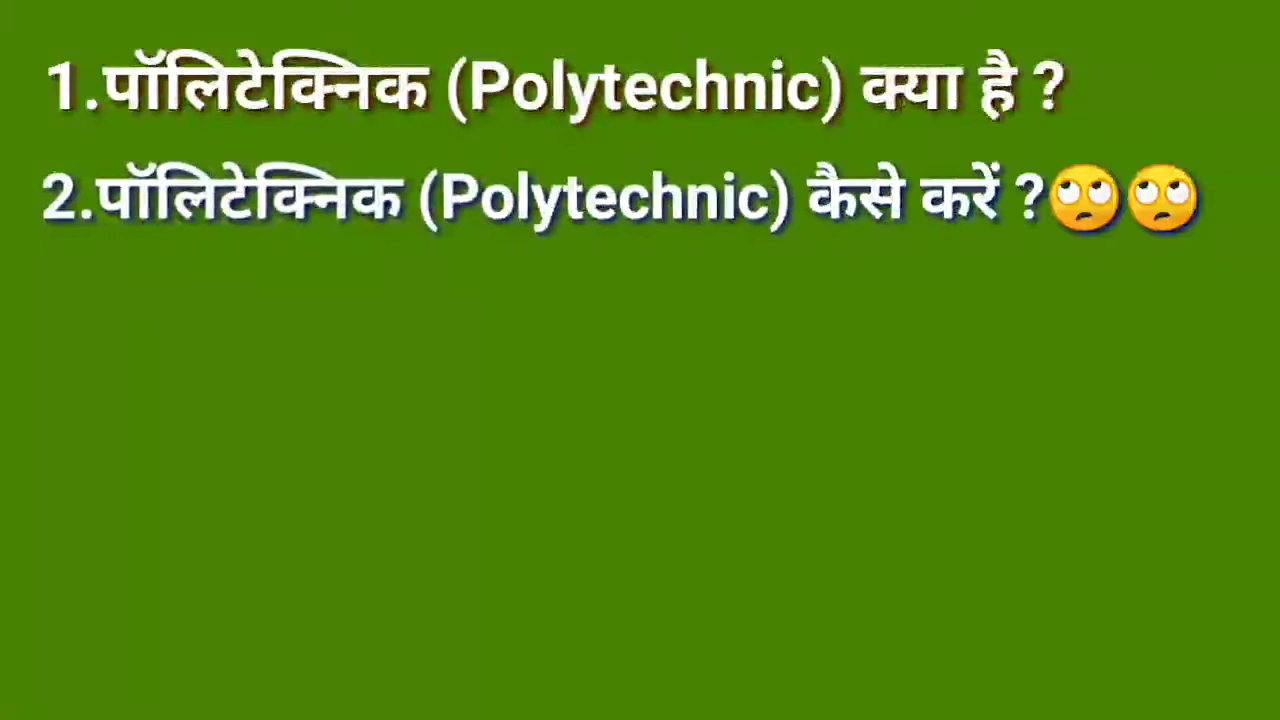 1.पॉलिटेक्निक (Polytechnic) क्या है ?
2.पॉलिटेक्निक (Polytechnic) कैसे करें ?🙄🙄